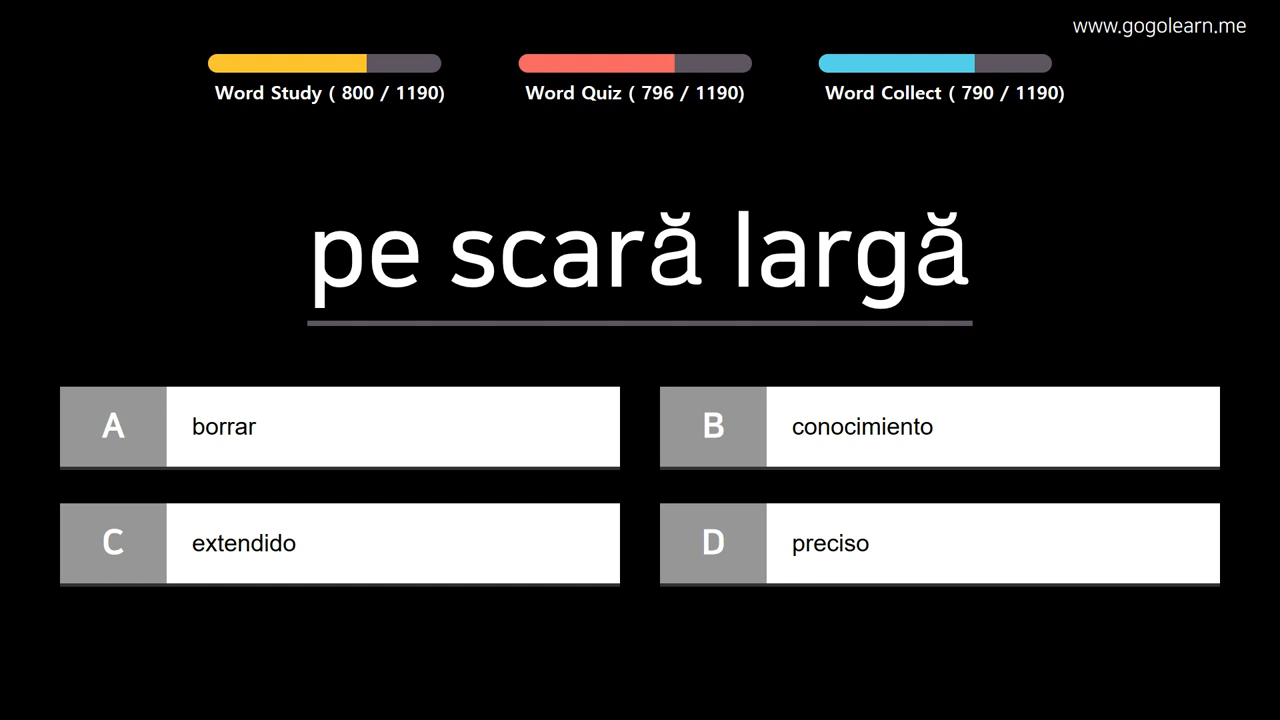 www.gogolearn.me
Word Study ( 800 / 1190)
Word Quiz ( 796 / 1190)
Word Collect ( 790 / 1190)
pe scară largă
A borrar
B conocimiento
C extendido
D preciso